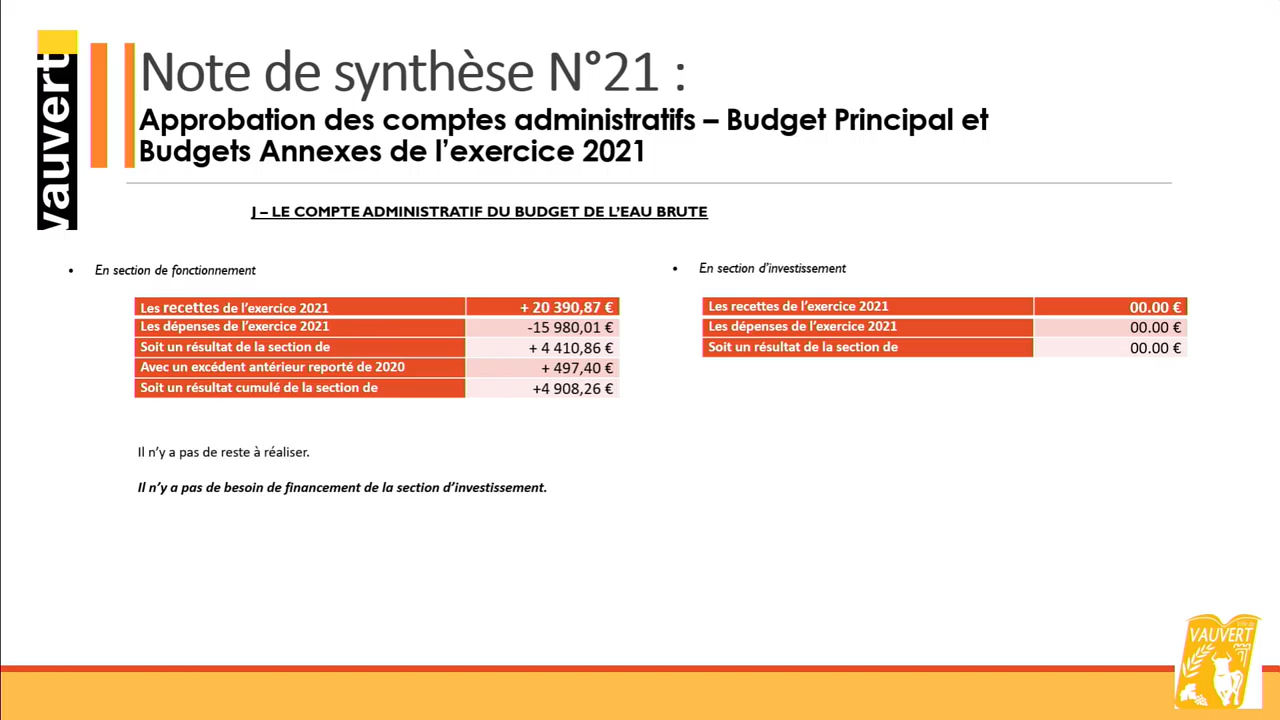 vauvert
Note de synthèse N°21 :
Approbation des comptes administratifs – Budget Principal et
Budgets Annexes de l’exercice 2021
J – LE COMPTE ADMINISTRATIF DU BUDGET DE L’EAU BRUTE
• En section de fonctionnement
Les recettes de l’exercice 2021 + 20 390,87 €
Les dépenses de l’exercice 2021 -15 980,01 €
Soit un résultat de la section de + 4 410,86 €
Avec un excédent antérieur reporté de 2020 + 497,40 €
Soit un résultat cumulé de la section de +4 908,26 €
• En section d’investissement
Les recettes de l’exercice 2021 00.00 €
Les dépenses de l’exercice 2021 00.00 €
Soit un résultat de la section de 00.00 €
Il n’y a pas de reste à réaliser.
Il n’y a pas de besoin de financement de la section d’investissement.
VAUVERT